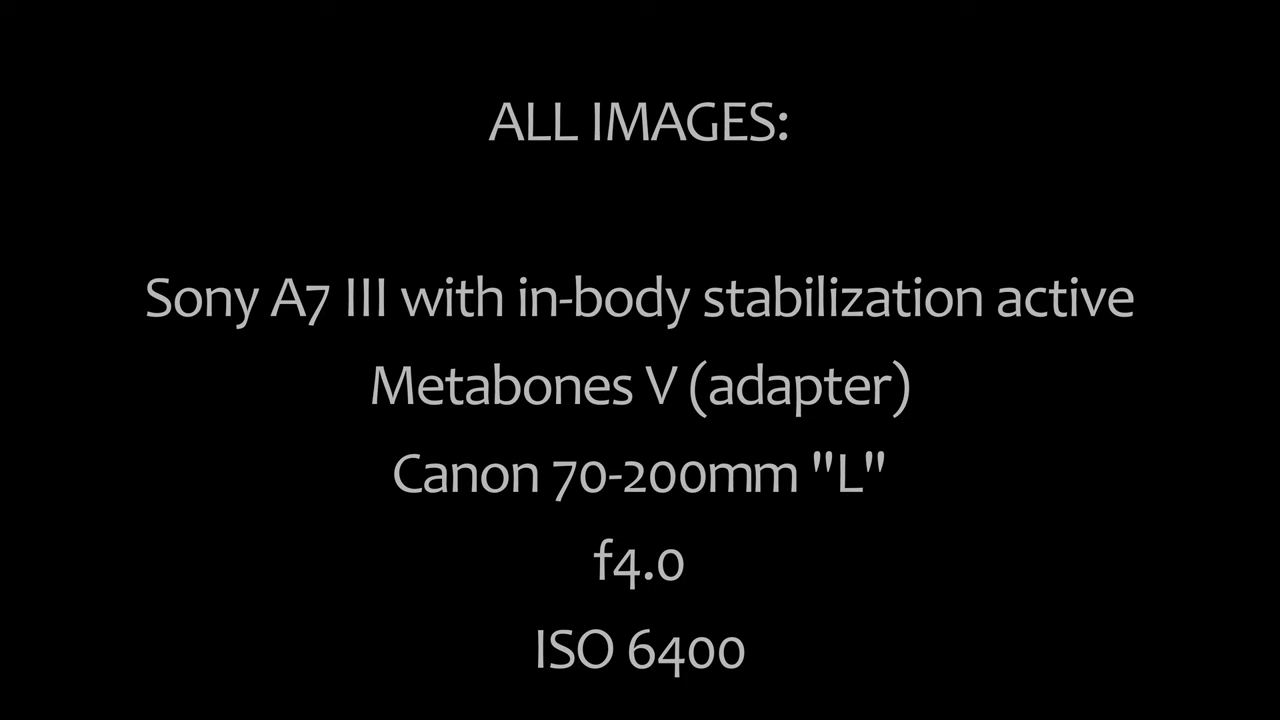 ALL IMAGES:
Sony A7 III with in-body stabilization active
Metabones V (adapter)
Canon 70-200mm "L"
f4.0
ISO 6400